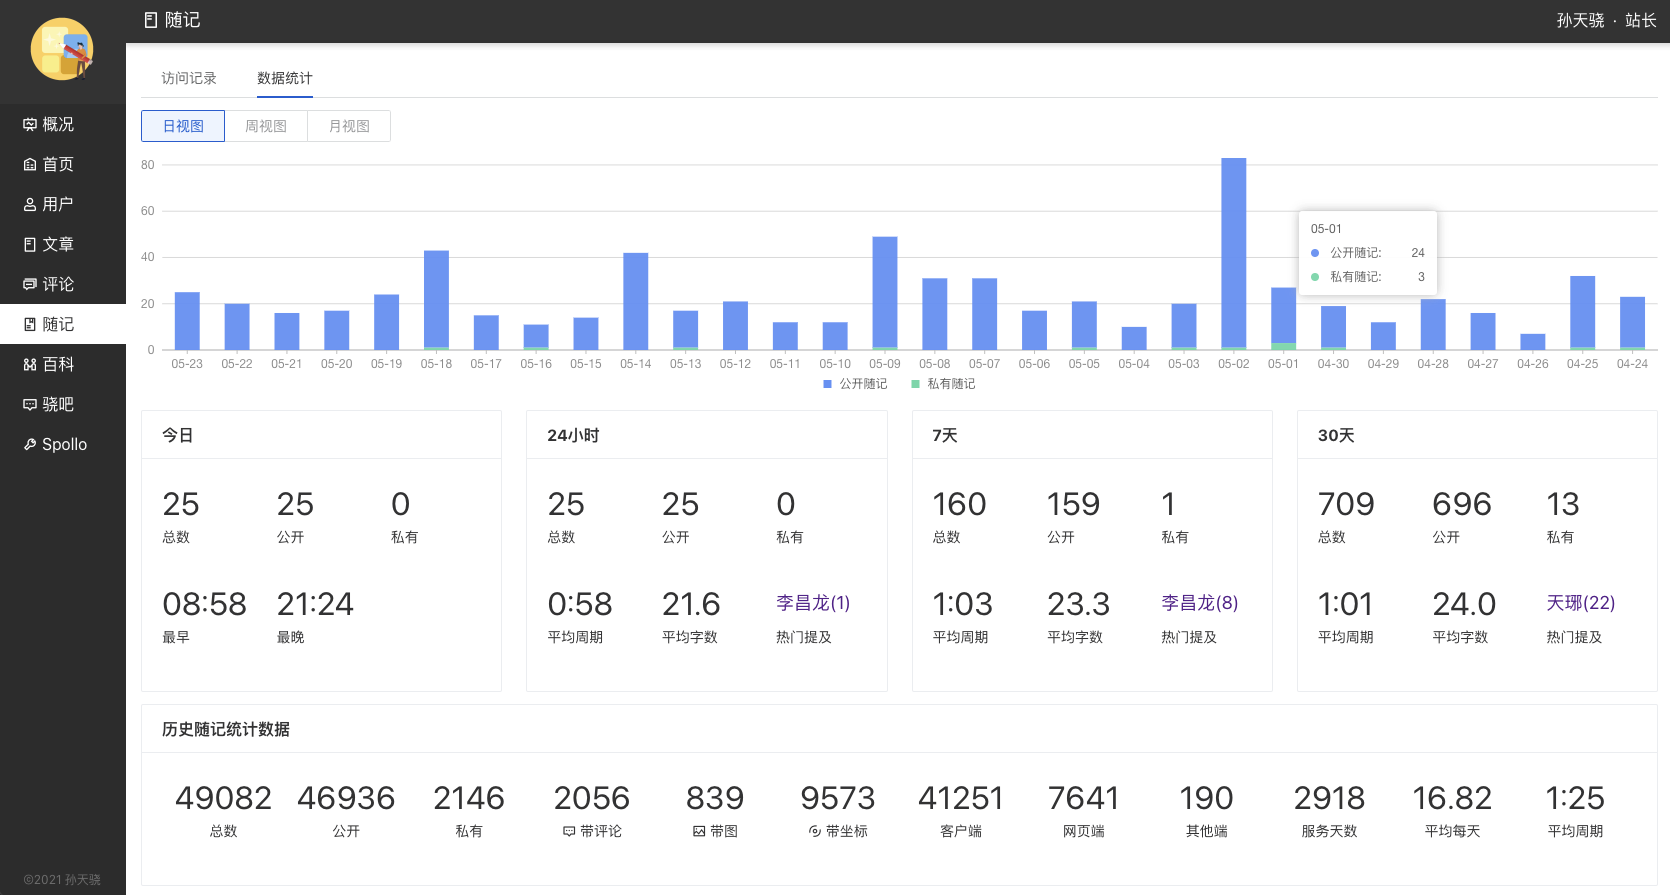 随记
孙天骁 · 站长
概况
首页
用户
文章
评论
随记
百科
骁吧
Spollo
©2021 孙天骁
访问记录 数据统计
日视图 周视图 月视图
80
60
40
20
0
05-23 05-22 05-21 05-20 05-19 05-18 05-17 05-16 05-15 05-14 05-13 05-12 05-11 05-10 05-09 05-08 05-07 05-06 05-05 05-04 05-03 05-02 05-01 04-30 04-29 04-28 04-27 04-26 04-25 04-24
公开随记 私有随记
05-01
公开随记: 24
私有随记: 3
今日
25 25 0
总数 公开 私有
08:58 21:24
最早 最晚
24小时
25 25 0
总数 公开 私有
0:58 21.6 李昌龙(1)
平均周期 平均字数 热门提及
7天
160 159 1
总数 公开 私有
1:03 23.3 李昌龙(8)
平均周期 平均字数 热门提及
30天
709 696 13
总数 公开 私有
1:01 24.0 天琊(22)
平均周期 平均字数 热门提及
历史随记统计数据
49082 46936 2146 2056 839 9573 41251 7641 190 2918 16.82 1:25
总数 公开 私有 带评论 带图 带坐标 客户端 网页端 其他端 服务天数 平均每天 平均周期